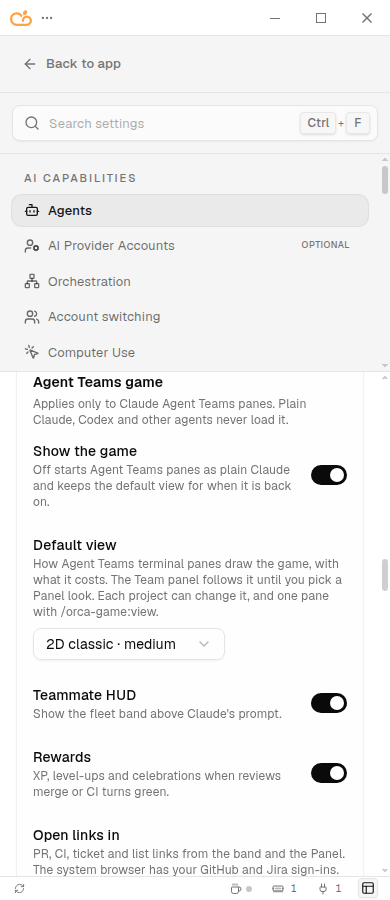 Back to app
Search settings
Ctrl + F
AI CAPABILITIES
Agents
AI Provider Accounts
OPTIONAL
Orchestration
Account switching
Computer Use
Agent Teams game
Applies only to Claude Agent Teams panes. Plain
Claude, Codex and other agents never load it.
Show the game
Off starts Agent Teams panes as plain Claude
and keeps the default view for when it is back
on.
Default view
How Agent Teams terminal panes draw the game, with
what it costs. The Team panel follows it until you pick a
Panel look. Each project can change it, and one pane
with /orca-game:view.
2D classic · medium
Teammate HUD
Show the fleet band above Claude's prompt.
Rewards
XP, level-ups and celebrations when reviews
merge or CI turns green.
Open links in
PR, CI, ticket and list links from the band and the Panel.
The system browser has your GitHub and Jira sign-ins.
1
1